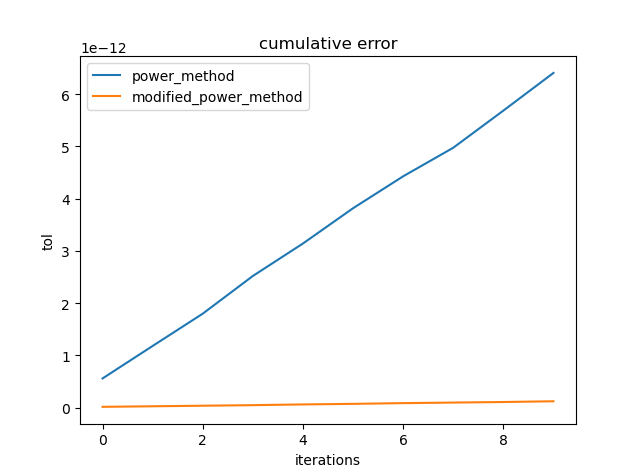 cumulative error
1e−12
power_method
modified_power_method
6
5
4
3
2
1
0
tol
0 2 4 6 8
iterations